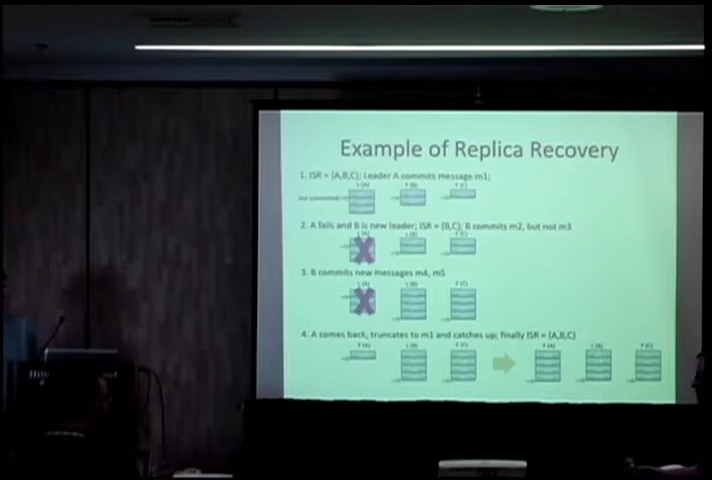 Example of Replica Recovery
1. ISR = {A,B,C}; Leader A commits message m1;
L (A) F (B) F (C)
last committed
2. A fails and B is new leader; ISR = {B,C}; B commits m2, but not m3
L (A) L (B) F (C)
3. B commits new messages m4, m5
L (A) L (B) F (C)
4. A comes back, truncates to m1 and catches up; finally ISR = {A,B,C}
F (A) L (B) F (C) F (A) L (B) F (C)